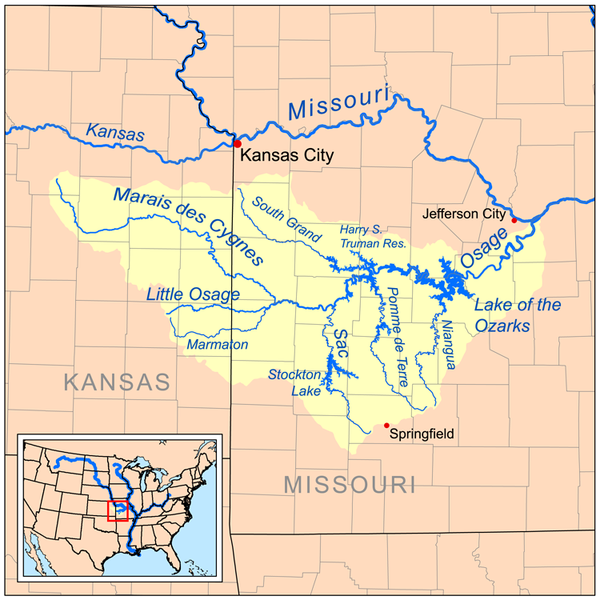 Missouri
Kansas
Kansas City
Marais des Cygnes
South Grand
Harry S.
Truman Res.
Jefferson City
Osage
Little Osage
Marmaton
Lake of the
Ozarks
Sac
Pomme de Terre
Niangua
Stockton
Lake
KANSAS
Springfield
MISSOURI